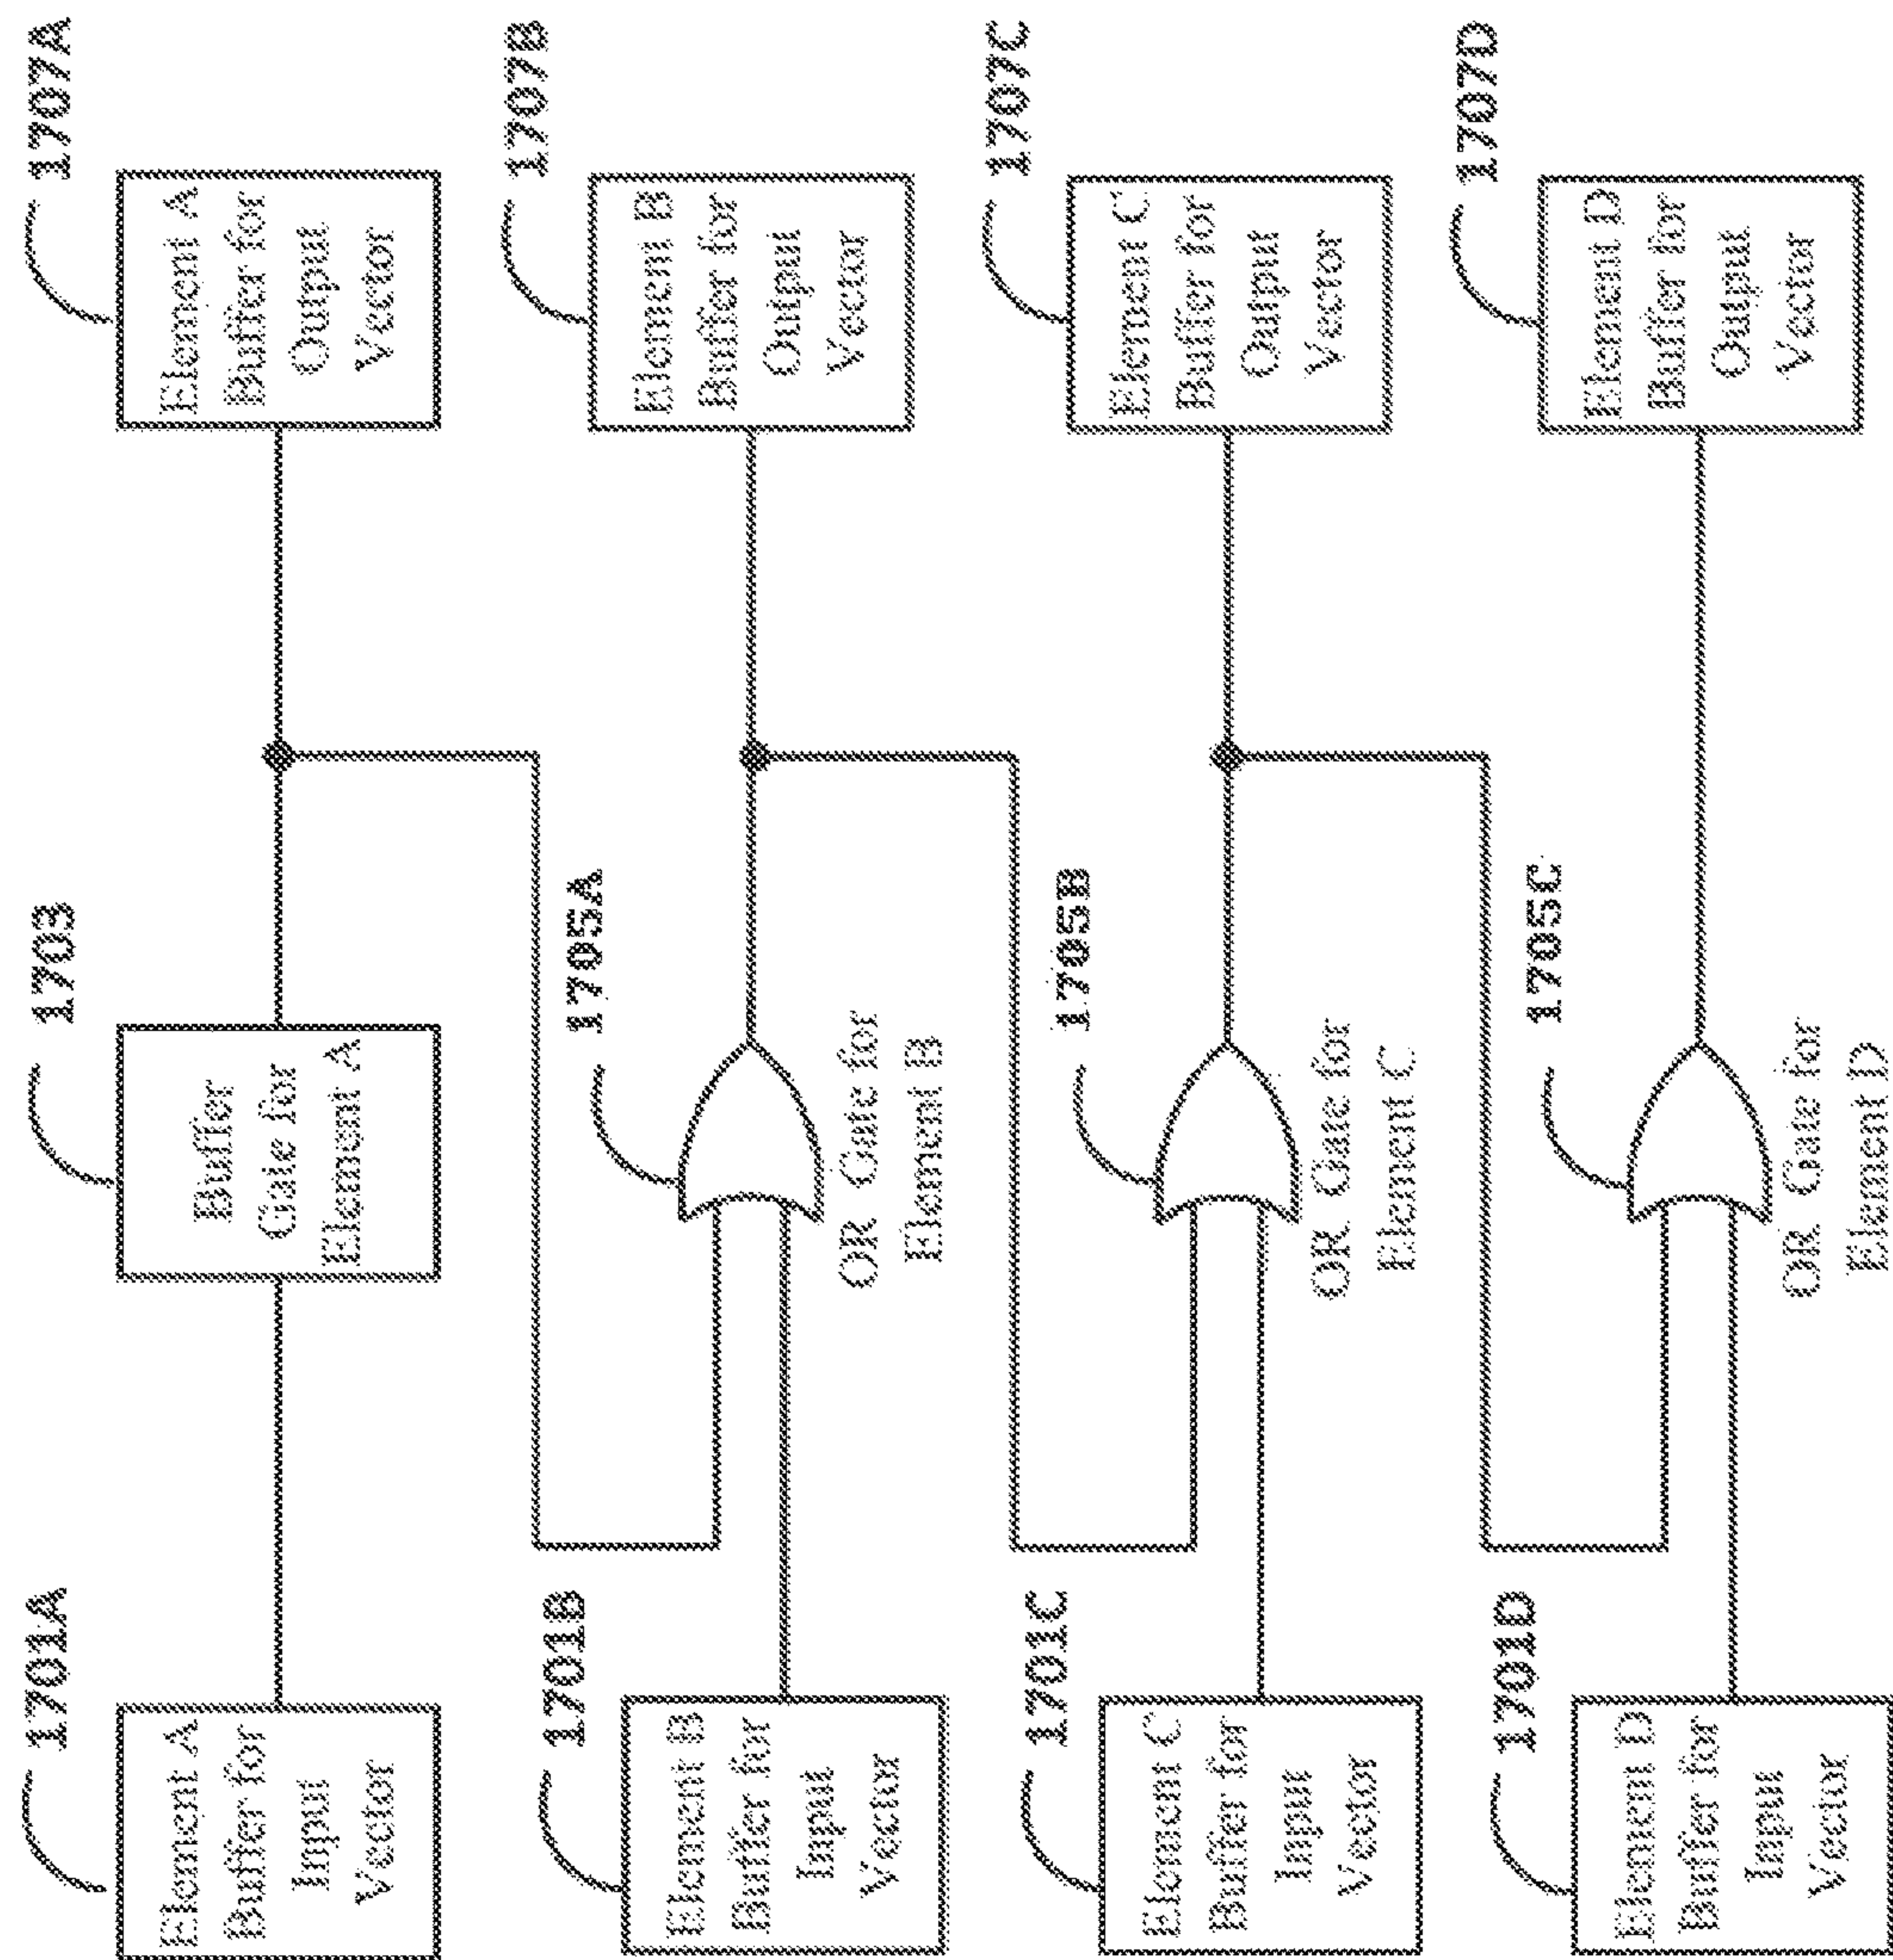 1701A
Element A
Buffer for
Input
Vector
1703
Buffer
Gate for
Element A
1707A
Element A
Buffer for
Output
Vector
1701B
Element B
Buffer for
Input
Vector
1705A
OR Gate for
Element B
1707B
Element B
Buffer for
Output
Vector
1701C
Element C
Buffer for
Input
Vector
1705B
OR Gate for
Element C
1707C
Element C
Buffer for
Output
Vector
1701D
Element D
Buffer for
Input
Vector
1705C
OR Gate for
Element D
1707D
Element D
Buffer for
Output
Vector